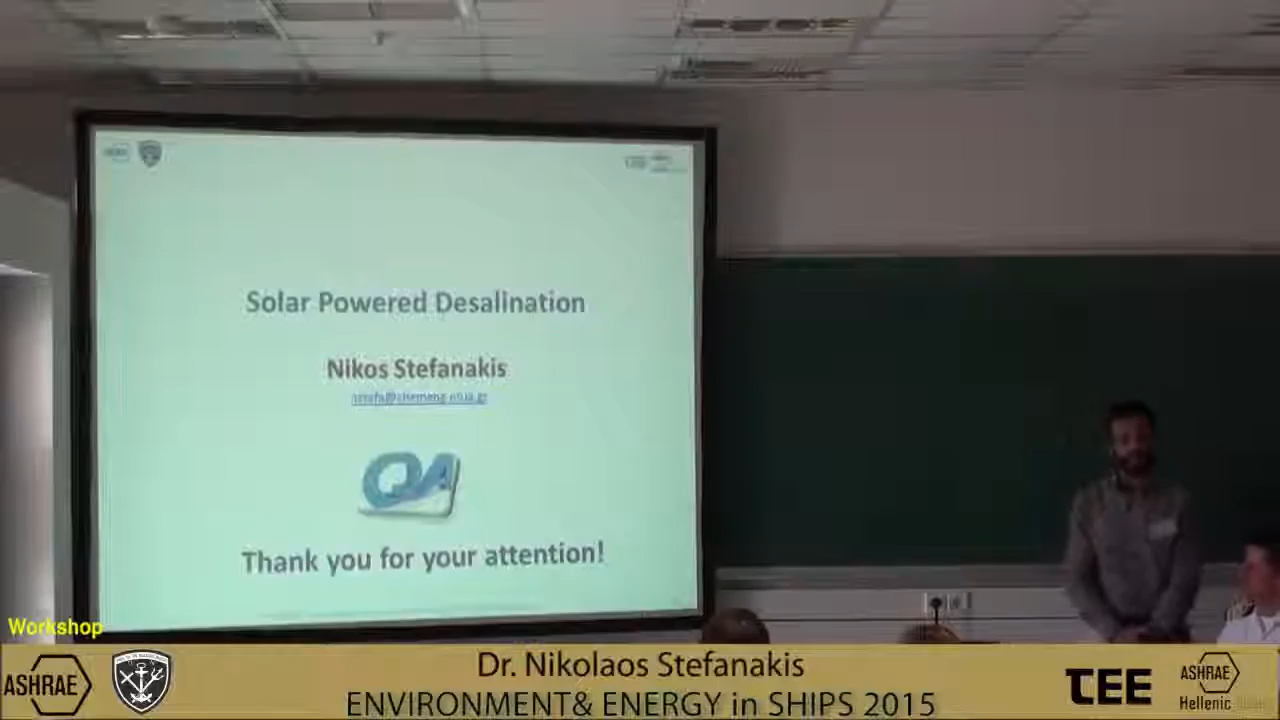 Solar Powered Desalination
Nikos Stefanakis
QA
Thank you for your attention!
Workshop
ASHRAE
Dr. Nikolaos Stefanakis
ENVIRONMENT& ENERGY in SHIPS 2015
TEE
ASHRAE
Hellenic